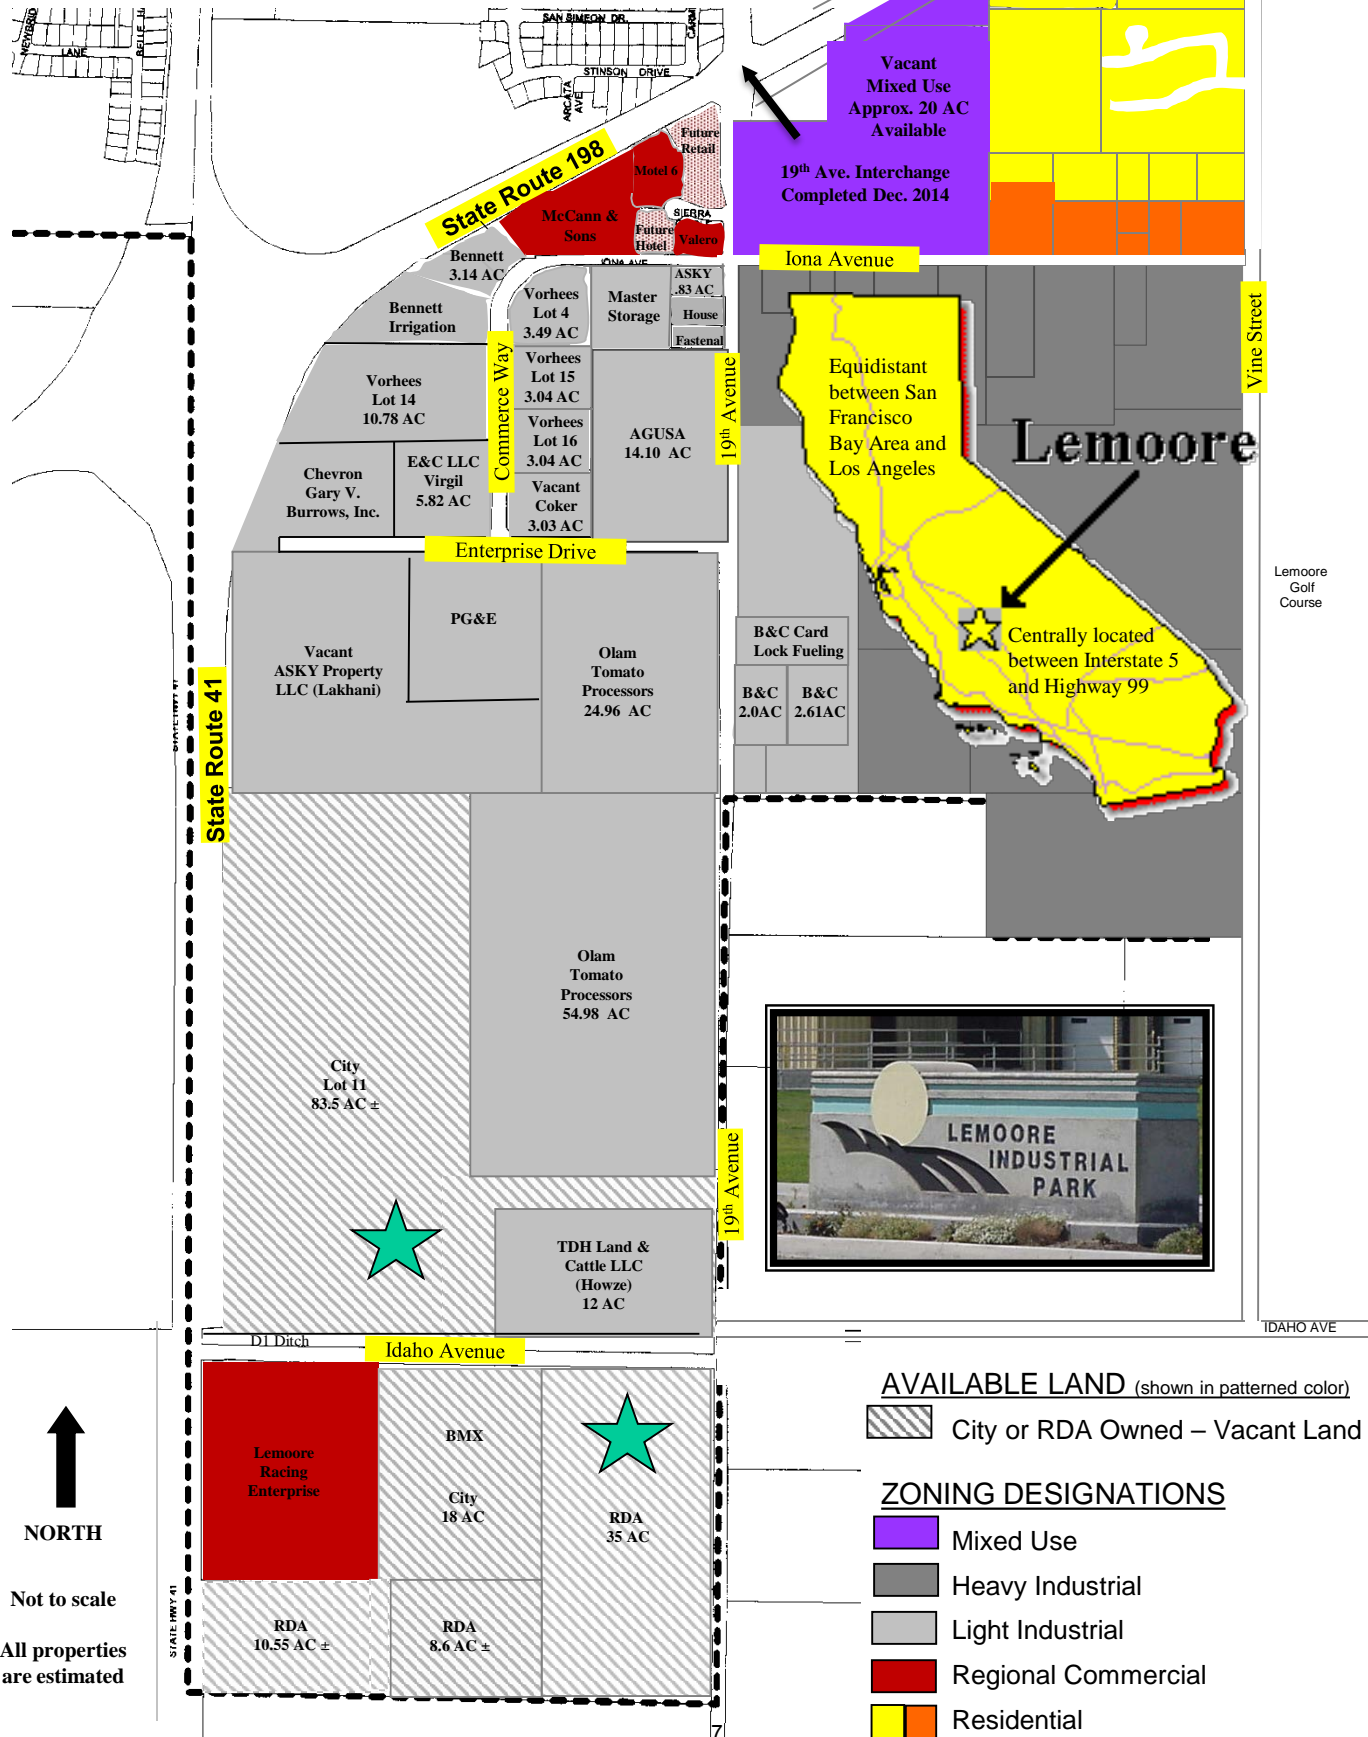 NEWBRID
LANE
BELLE HA
SAN SIMEON DR.
CARMI
STINSON DRIVE
ARCATA
AVE
State Route 198
Future
Retail
Motel 6
McCann &
Sons
SIERRA
Future
Hotel
Valero
Vacant
Mixed Use
Approx. 20 AC
Available
19th Ave. Interchange
Completed Dec. 2014
IONA AVE
Iona Avenue
Bennett
3.14 AC
Bennett
Irrigation
Vorhees
Lot 4
3.49 AC
Master
Storage
ASKY
.83 AC
House
Fastenal
Vorhees
Lot 14
10.78 AC
Commerce Way
Vorhees
Lot 15
3.04 AC
Vorhees
Lot 16
3.04 AC
AGUSA
14.10 AC
19th Avenue
Chevron
Gary V.
Burrows, Inc.
E&C LLC
Virgil
5.82 AC
Vacant
Coker
3.03 AC
Enterprise Drive
Equidistant
between San
Francisco
Bay Area and
Los Angeles
Lemoore
Vine Street
Lemoore
Golf
Course
Centrally located
between Interstate 5
and Highway 99
PG&E
Vacant
ASKY Property
LLC (Lakhani)
Olam
Tomato
Processors
24.96 AC
B&C Card
Lock Fueling
B&C
2.0AC
B&C
2.61AC
STATE HWY 41
State Route 41
Olam
Tomato
Processors
54.98 AC
City
Lot 11
83.5 AC ±
19th Avenue
LEMOORE
INDUSTRIAL
PARK
TDH Land &
Cattle LLC
(Howze)
12 AC
D1 Ditch
Idaho Avenue
IDAHO AVE
Lemoore
Racing
Enterprise
BMX
City
18 AC
RDA
35 AC
RDA
10.55 AC ±
RDA
8.6 AC ±
STATE HWY 41
NORTH
Not to scale
All properties
are estimated
AVAILABLE LAND (shown in patterned color)
City or RDA Owned – Vacant Land
ZONING DESIGNATIONS
Mixed Use
Heavy Industrial
Light Industrial
Regional Commercial
Residential
7